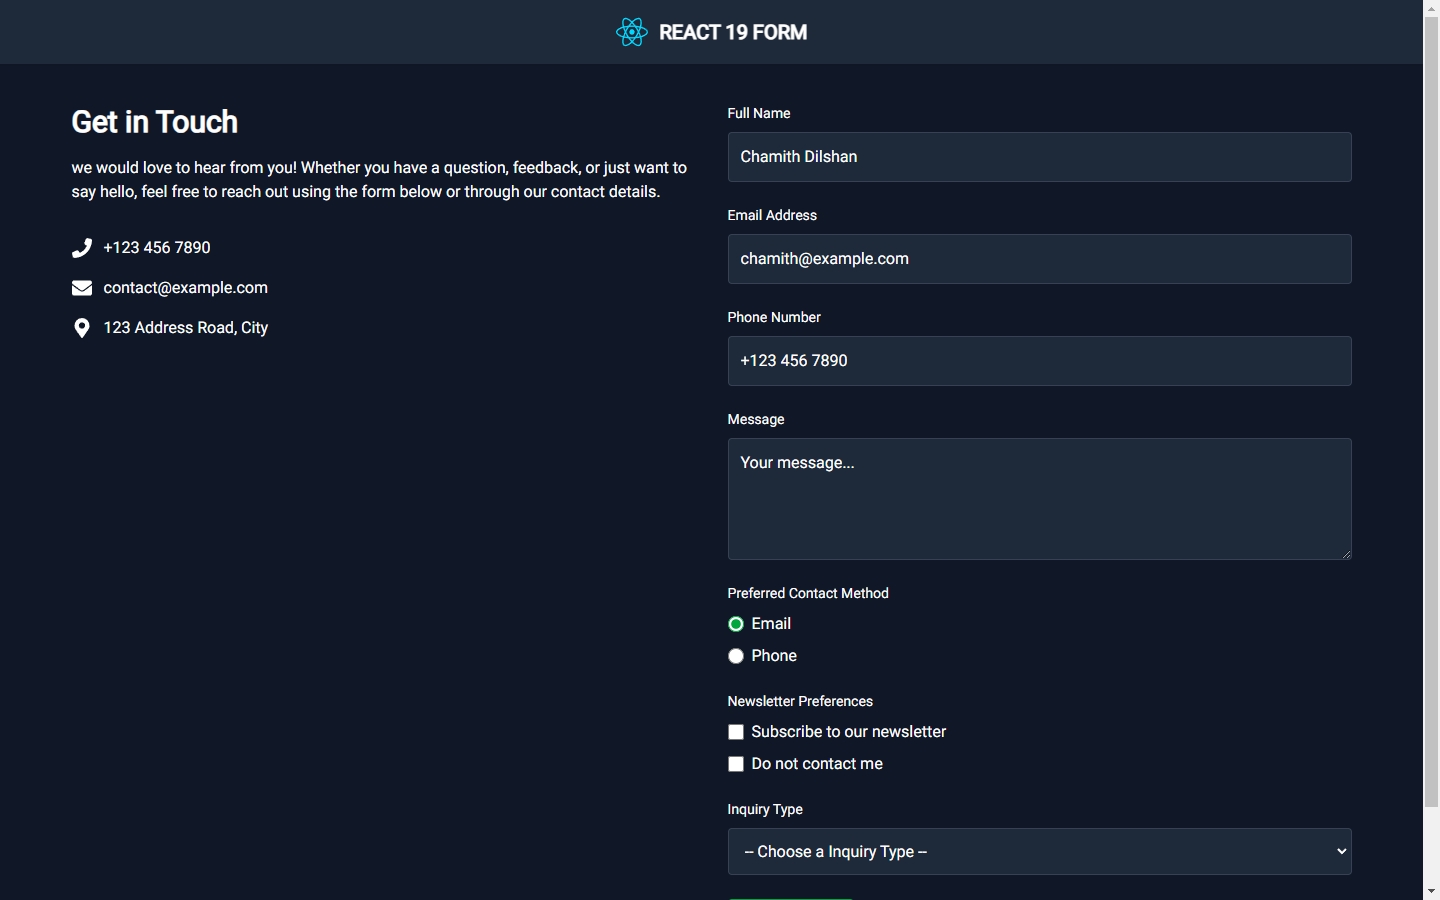 REACT 19 FORM
Get in Touch
we would love to hear from you! Whether you have a question, feedback, or just want to
say hello, feel free to reach out using the form below or through our contact details.
+123 456 7890
contact@example.com
123 Address Road, City
Full Name
Chamith Dilshan
Email Address
chamith@example.com
Phone Number
+123 456 7890
Message
Your message...
Preferred Contact Method
Email
Phone
Newsletter Preferences
Subscribe to our newsletter
Do not contact me
Inquiry Type
-- Choose a Inquiry Type --